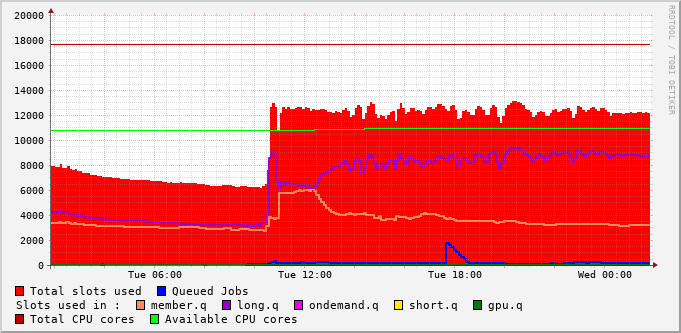 RRDTOOL / TOBI OETIKER
20000
18000
16000
14000
12000
10000
8000
6000
4000
2000
0
Tue 06:00 Tue 12:00 Tue 18:00 Wed 00:00
Total slots used Queued Jobs
Slots used in : member.q long.q ondemand.q short.q gpu.q
Total CPU cores Available CPU cores